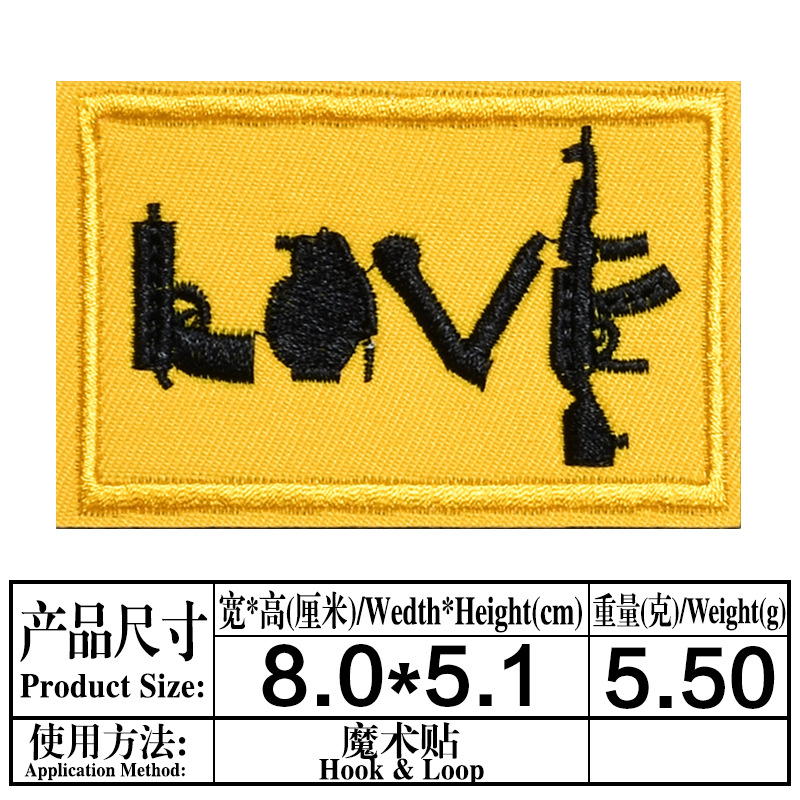 LOVE
产品尺寸
Product Size:
宽*高(厘米)/Wedth*Height(cm)
重量(克)/Weight(g)
8.0*5.1
5.50
使用方法:
Application Method:
魔术贴
Hook & Loop